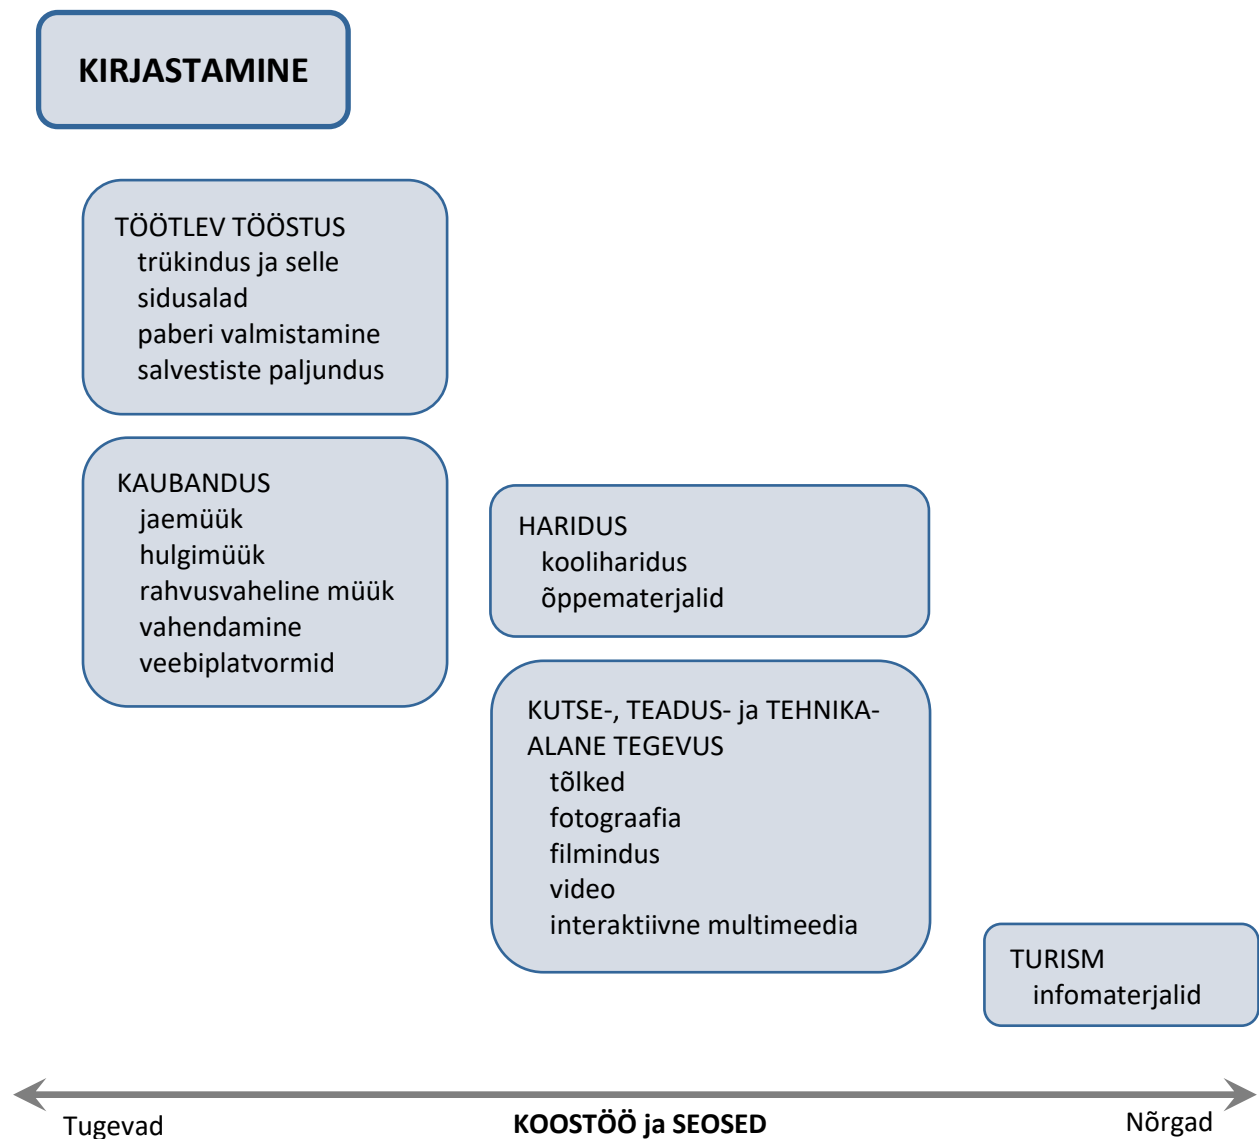 KIRJASTAMINE
TÖÖTLEV TÖÖSTUS
trükindus ja selle
sidusalad
paberi valmistamine
salvestiste paljundus
KAUBANDUS
jaemüük
hulgimüük
rahvusvaheline müük
vahendamine
veebiplatvormid
HARIDUS
kooliharidus
õppematerjalid
KUTSE-, TEADUS- ja TEHNIKA-
ALANE TEGEVUS
tõlked
fotograafia
filmindus
video
interaktiivne multimeedia
TURISM
infomaterjalid
Tugevad
KOOSTÖÖ ja SEOSED
Nõrgad